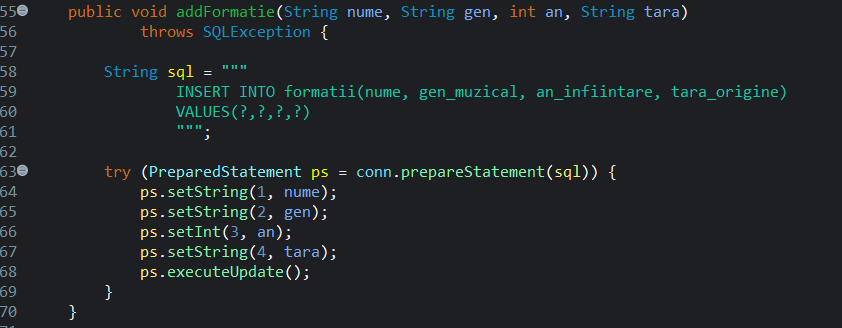 55 public void addFormatie(String nume, String gen, int an, String tara)
56 throws SQLException {
57
58 String sql = """
59 INSERT INTO formatii(nume, gen_muzical, an_infiintare, tara_origine)
60 VALUES(?,?,?,?)
61 """;
62
63 try (PreparedStatement ps = conn.prepareStatement(sql)) {
64 ps.setString(1, nume);
65 ps.setString(2, gen);
66 ps.setInt(3, an);
67 ps.setString(4, tara);
68 ps.executeUpdate();
69 }
70 }